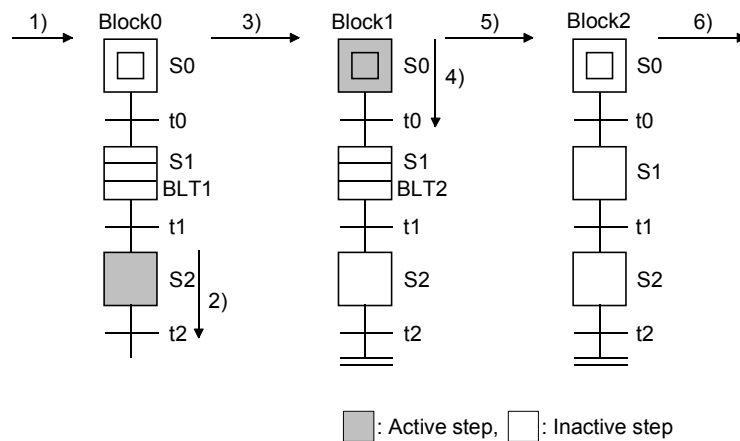 1) Block0 3) Block1 5) Block2 6)
S0 S0 4) S0
t0 t0 t0
S1 S1 S1
BLT1 BLT2
t1 t1 t1
S2 2) S2 S2
t2 t2 t2
: Active step, : Inactive step